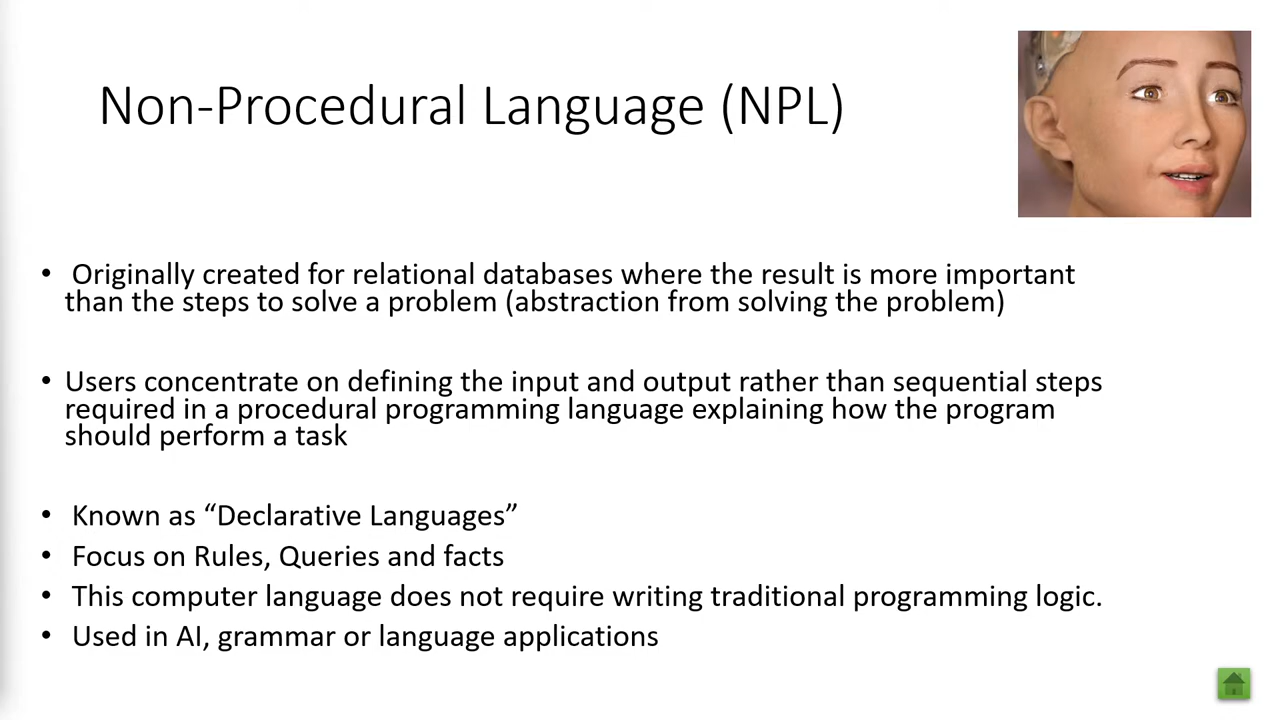 Non-Procedural Language (NPL)
• Originally created for relational databases where the result is more important
than the steps to solve a problem (abstraction from solving the problem)
• Users concentrate on defining the input and output rather than sequential steps
required in a procedural programming language explaining how the program
should perform a task
• Known as “Declarative Languages”
• Focus on Rules, Queries and facts
• This computer language does not require writing traditional programming logic.
• Used in AI, grammar or language applications